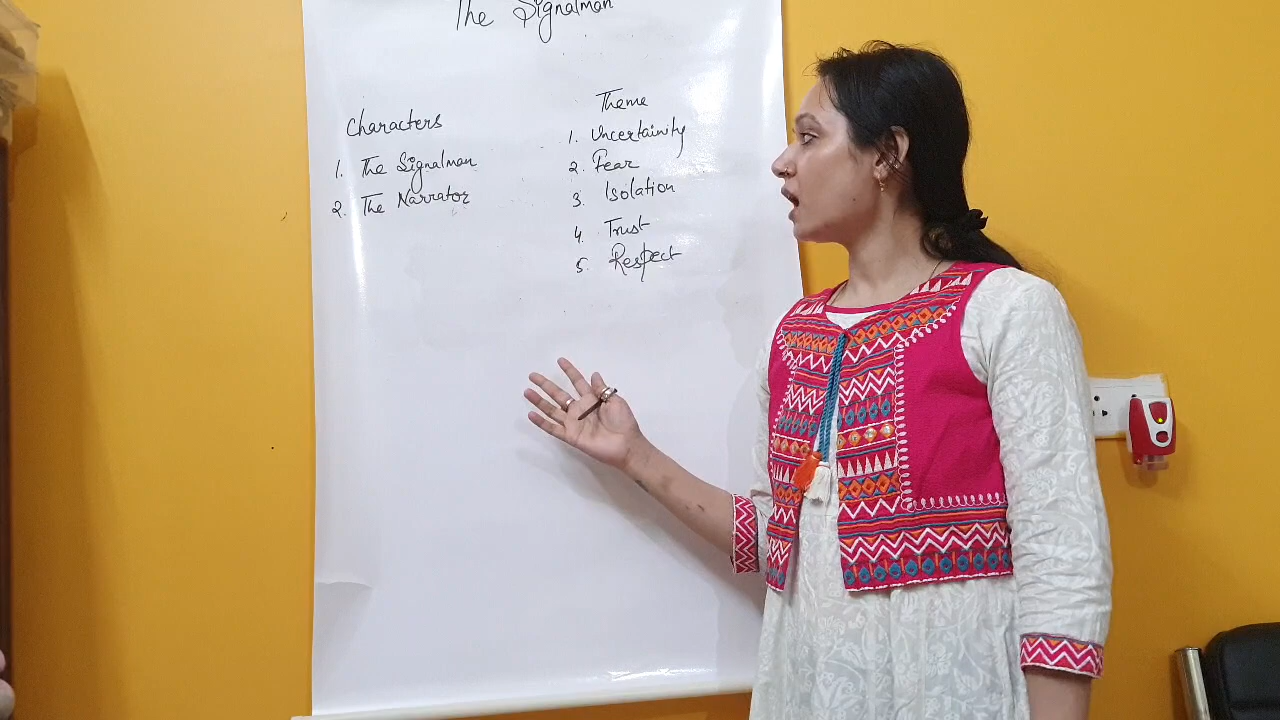 The Signalman
Characters
1. The Signalman
2. The Narrator
Theme
1. Uncertainity
2. Fear
3. Isolation
4. Trust
5. Respect